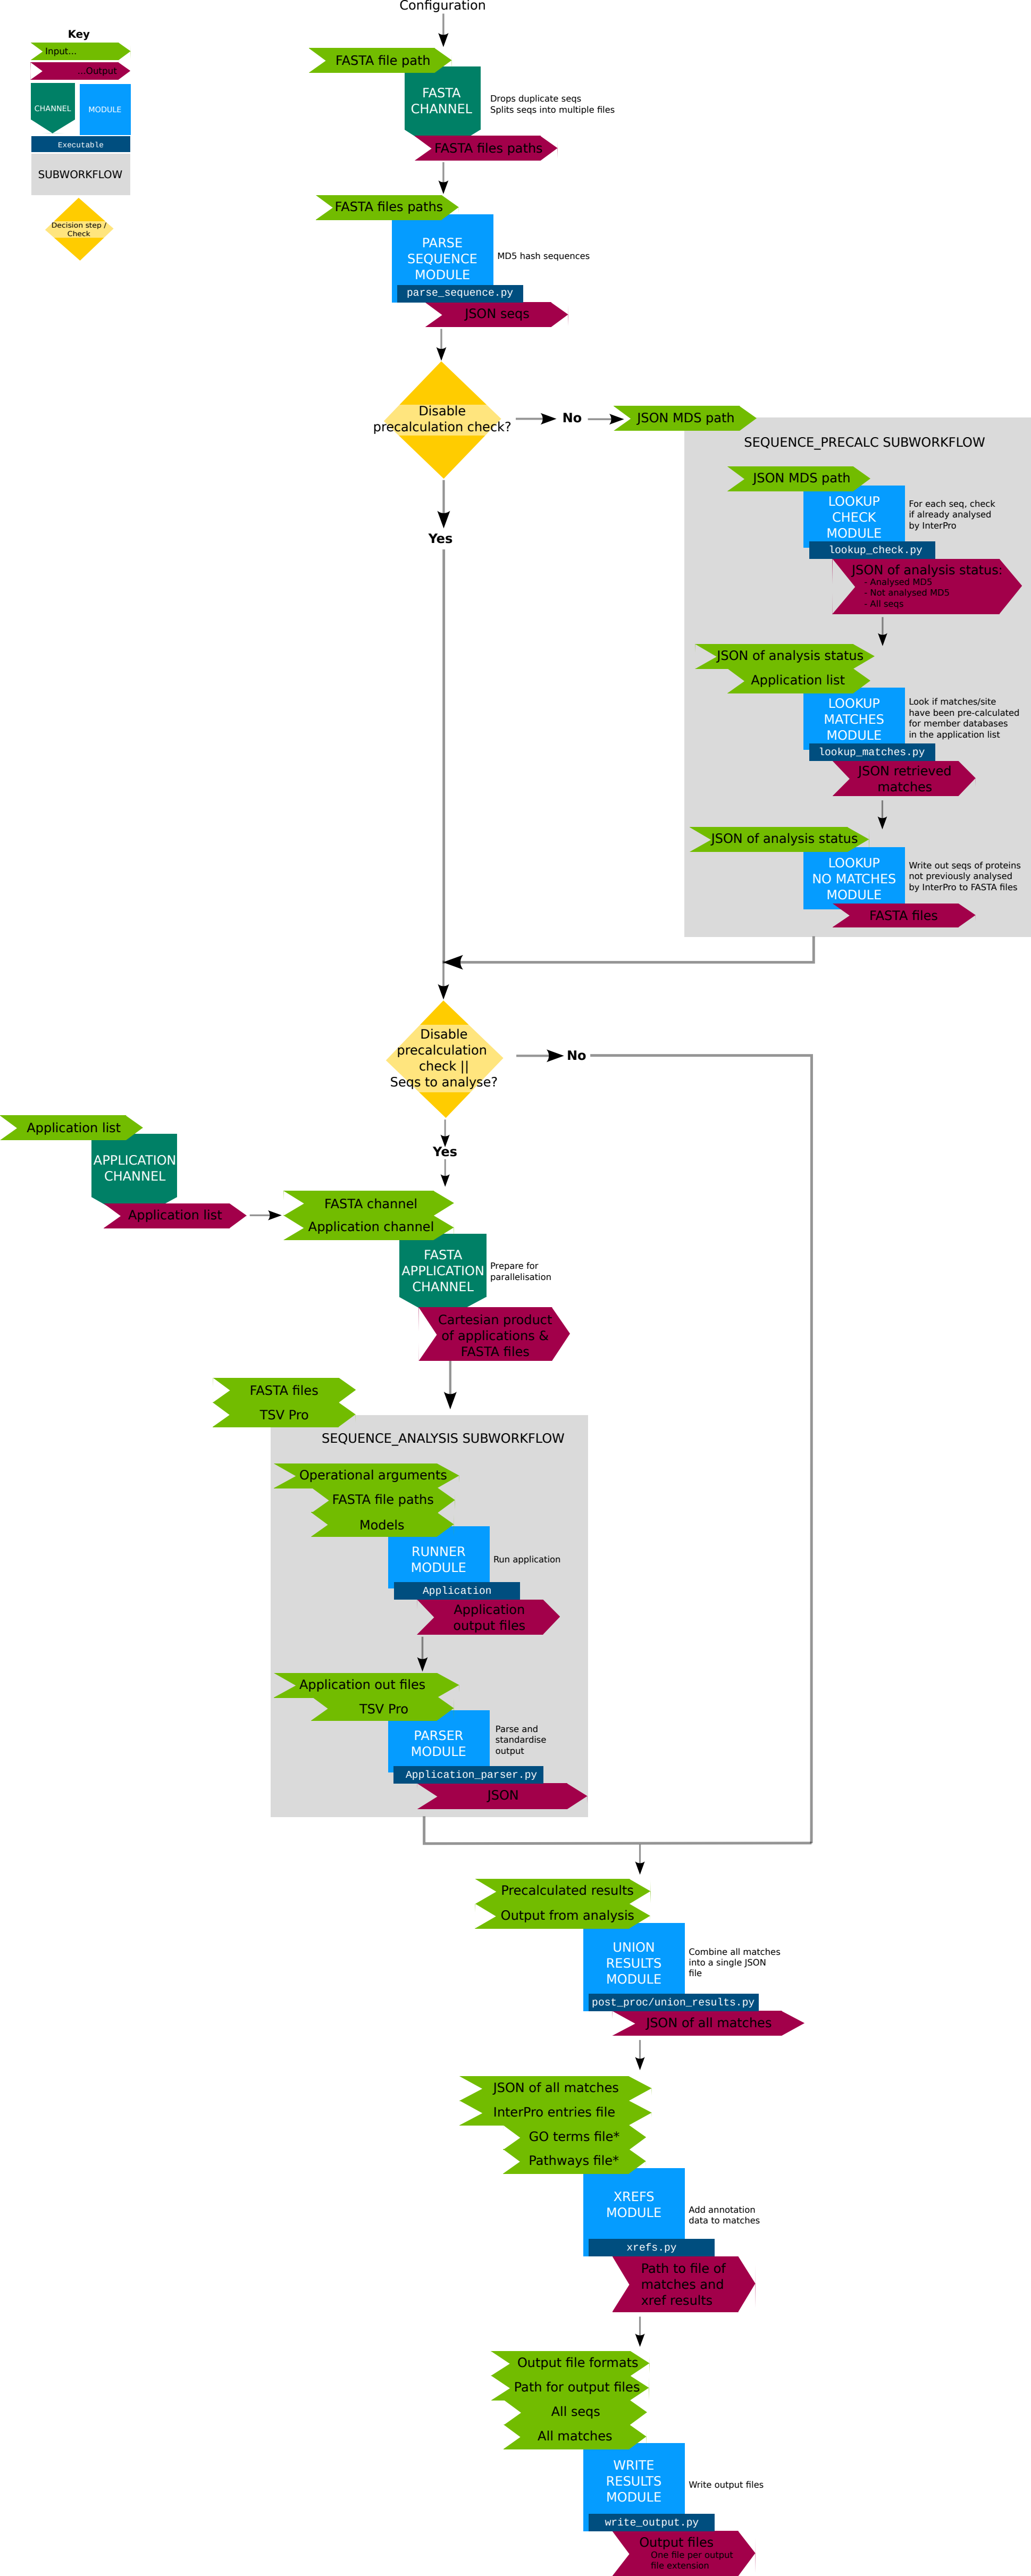 Configuration
Key
Input...
...Output
CHANNEL
MODULE
Executable
SUBWORKFLOW
Decision step /
Check
FASTA file path
FASTA
CHANNEL
Drops duplicate seqs
Splits seqs into multiple files
FASTA files paths
FASTA files paths
PARSE
SEQUENCE
MODULE
MD5 hash sequences
parse_sequence.py
JSON seqs
Disable
precalculation check?
No
JSON MDS path
Yes
SEQUENCE_PRECALC SUBWORKFLOW
JSON MDS path
LOOKUP
CHECK
MODULE
For each seq, check
if already analysed
by InterPro
lookup_check.py
JSON of analysis status:
- Analysed MD5
- Not analysed MD5
- All seqs
JSON of analysis status
Application list
LOOKUP
MATCHES
MODULE
Look if matches/site
have been pre-calculated
for member databases
in the application list
lookup_matches.py
JSON retrieved
matches
JSON of analysis status
LOOKUP
NO MATCHES
MODULE
Write out seqs of proteins
not previously analysed
by InterPro to FASTA files
FASTA files
Disable
precalculation
check ||
Seqs to analyse?
No
Yes
Application list
APPLICATION
CHANNEL
Application list
FASTA channel
Application channel
FASTA
APPLICATION
CHANNEL
Prepare for
parallelisation
Cartesian product
of applications &
FASTA files
FASTA files
TSV Pro
SEQUENCE_ANALYSIS SUBWORKFLOW
Operational arguments
FASTA file paths
Models
RUNNER
MODULE
Run application
Application
Application
output files
Application out files
TSV Pro
PARSER
MODULE
Parse and
standardise
output
Application_parser.py
JSON
Precalculated results
Output from analysis
UNION
RESULTS
MODULE
Combine all matches
into a single JSON
file
post_proc/union_results.py
JSON of all matches
JSON of all matches
InterPro entries file
GO terms file*
Pathways file*
XREFS
MODULE
Add annotation
data to matches
xrefs.py
Path to file of
matches and
xref results
Output file formats
Path for output files
All seqs
All matches
WRITE
RESULTS
MODULE
Write output files
write_output.py
Output files
One file per output
file extension